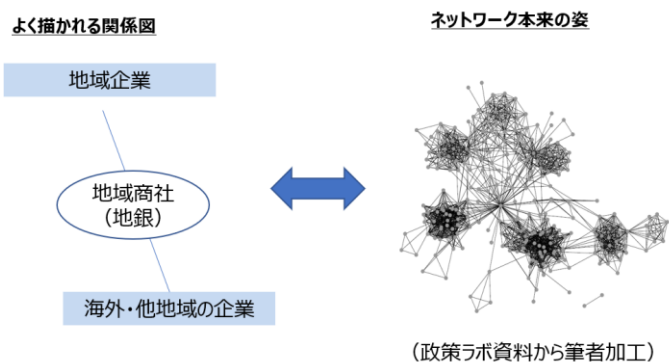 よく描かれる関係図
ネットワーク本来の姿
地域企業
地域商社
（地銀）
海外・他地域の企業
（政策ラボ資料から筆者加工）